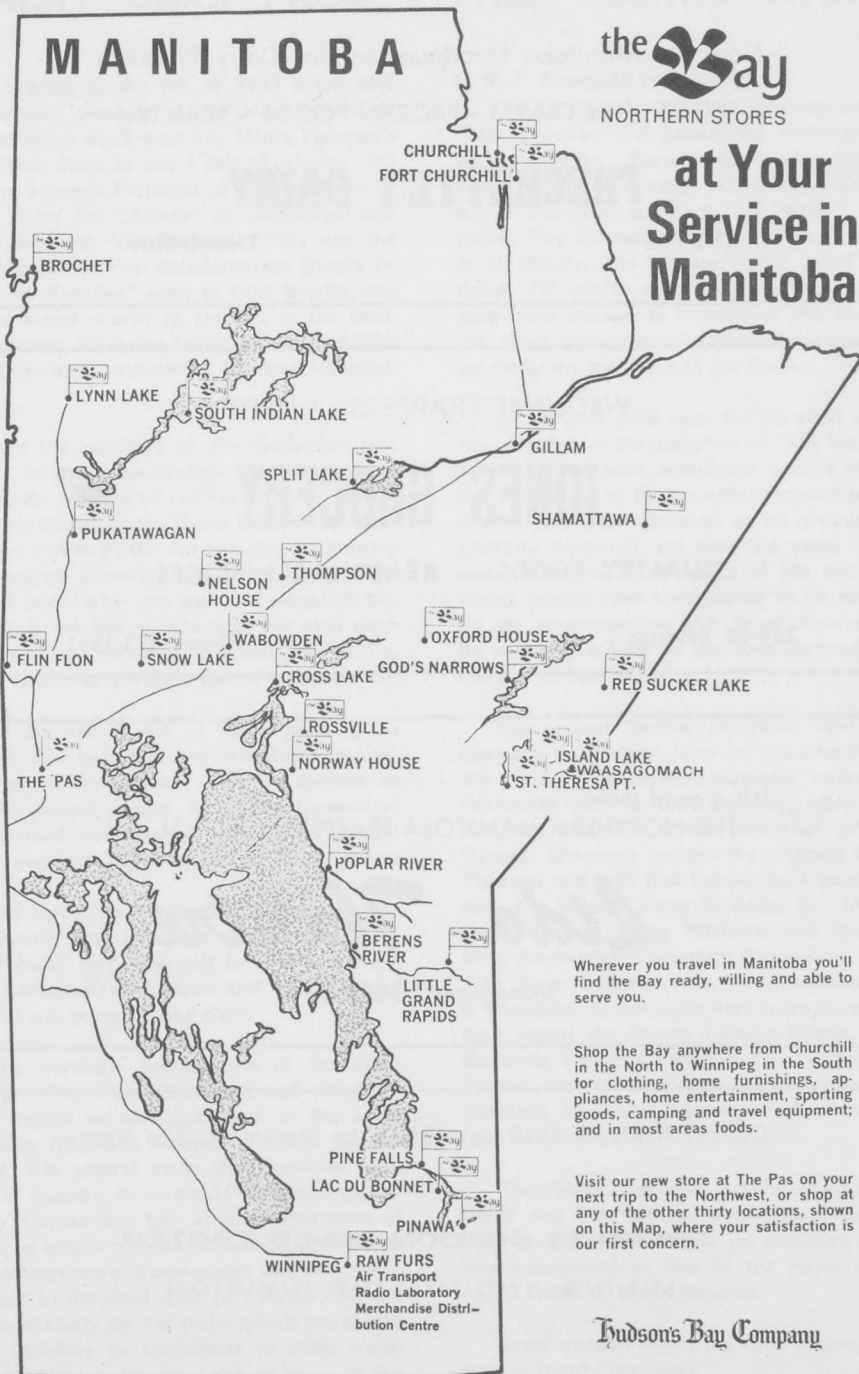 MANITOBA
the Bay
NORTHERN STORES
at Your
Service in
Manitoba
CHURCHILL
FORT CHURCHILL
BROCHET
LYNN LAKE
SOUTH INDIAN LAKE
GILLAM
SPLIT LAKE
SHAMATTAWA
PUKATAWAGAN
NELSON
HOUSE
THOMPSON
FLIN FLON
SNOW LAKE
WABOWDEN
OXFORD HOUSE
GOD'S NARROWS
CROSS LAKE
RED SUCKER LAKE
ROSSVILLE
THE PAS
NORWAY HOUSE
ISLAND LAKE
WAASAGOMACH
ST. THERESA PT.
POPLAR RIVER
BERENS
RIVER
LITTLE
GRAND
RAPIDS
Wherever you travel in Manitoba you'll
find the Bay ready, willing and able to
serve you.
Shop the Bay anywhere from Churchill
in the North to Winnipeg in the South
for clothing, home furnishings, ap-
pliances, home entertainment, sporting
goods, camping and travel equipment;
and in most areas foods.
PINE FALLS
LAC DU BONNET
PINAWA
Visit our new store at The Pas on your
next trip to the Northwest, or shop at
any of the other thirty locations, shown
on this Map, where your satisfaction is
our first concern.
WINNIPEG
RAW FURS
Air Transport
Radio Laboratory
Merchandise Distri-
bution Centre
Hudson's Bay Company